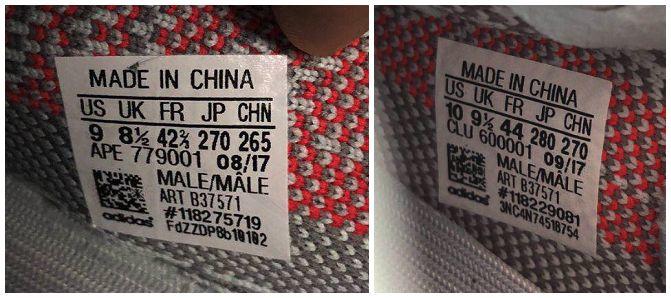 MADE IN CHINA
US UK FR JP CHN
9 8½ 42⅔ 270 265
APE 779001 08/17
MALE/MÂLE
ART B37571
#118275719
adidas
FdZZDP8b10102
MADE IN CHINA
US UK FR JP CHN
10 9½ 44 280 270
CLU 600001 09/17
MALE/MÂLE
ART B37571
#118229081
adidas
3NC4N74518754